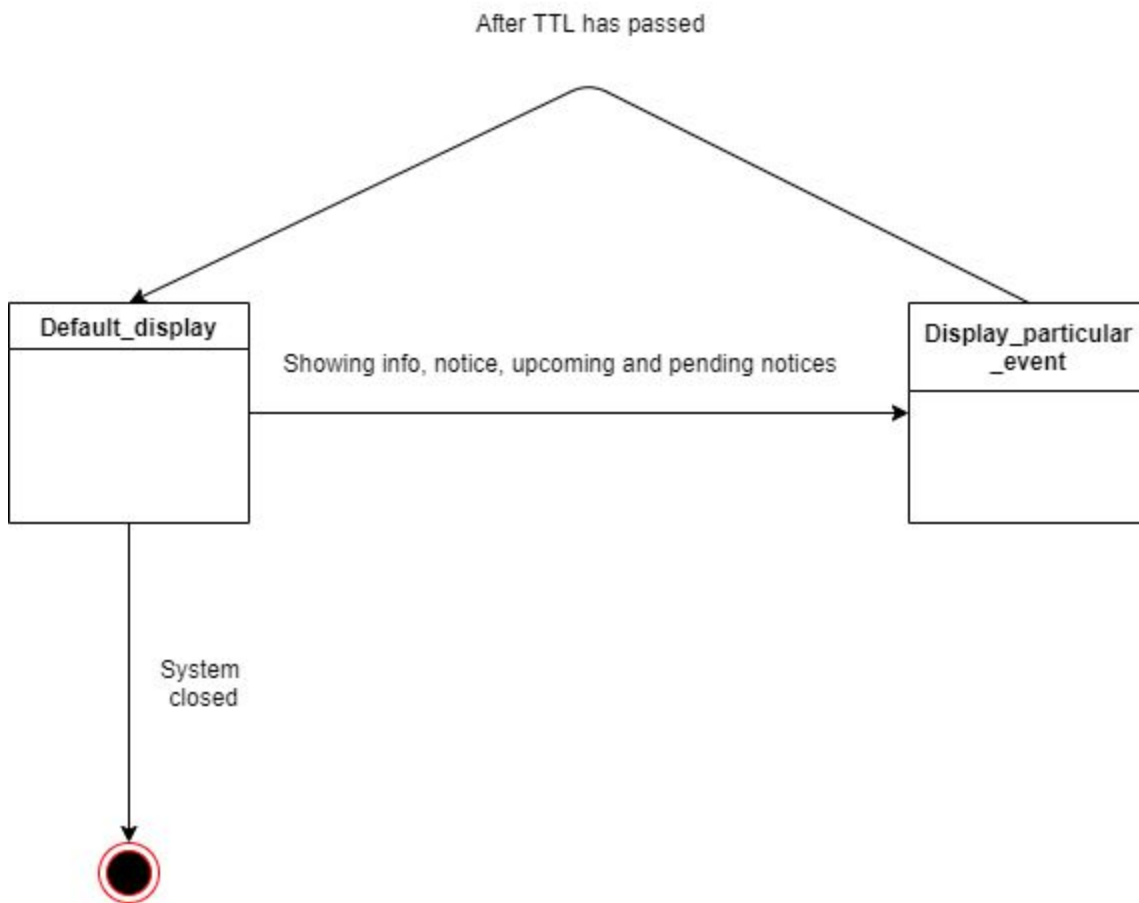 After TTL has passed
Default_display
Display_particular
_event
Showing info, notice, upcoming and pending notices
System
closed